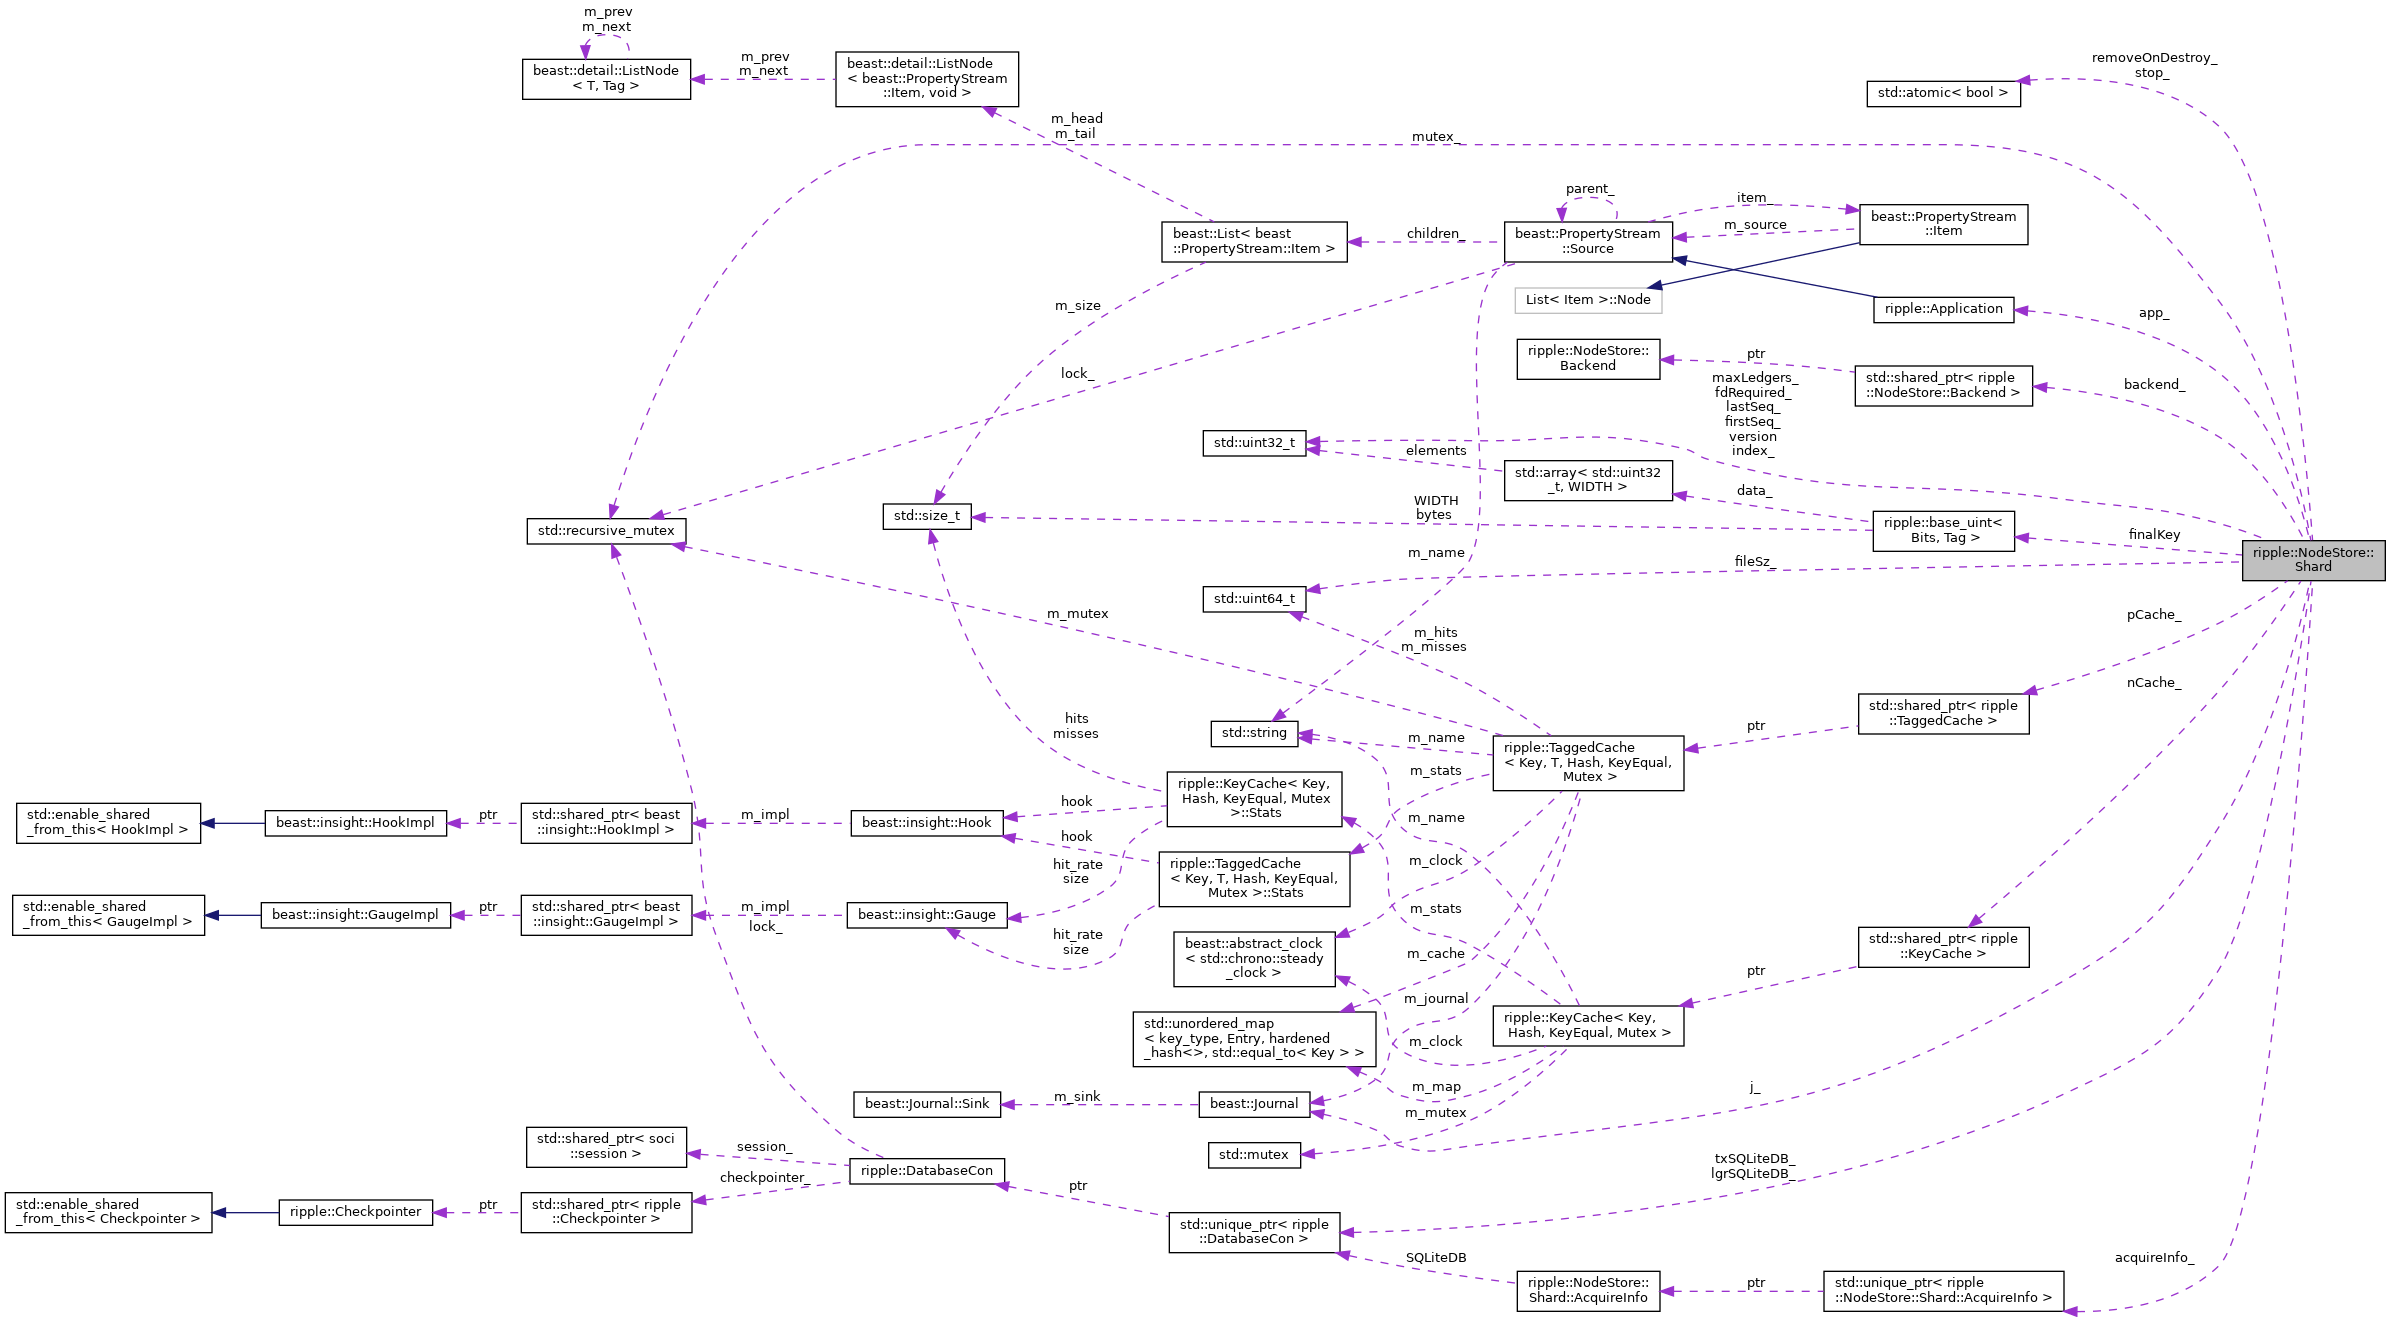 m_prev
m_next
beast::detail::ListNode
< T, Tag >
m_prev
m_next
beast::detail::ListNode
< beast::PropertyStream
::Item, void >
m_head
m_tail
mutex_
removeOnDestroy_
stop_
std::atomic< bool >
beast::List< beast
::PropertyStream::Item >
children_
parent_
beast::PropertyStream
::Source
item_
m_source
beast::PropertyStream
::Item
List< Item >::Node
ripple::Application
app_
m_size
lock_
ripple::NodeStore::
Backend
ptr
std::shared_ptr< ripple
::NodeStore::Backend >
backend_
maxLedgers_
fdRequired_
lastSeq_
firstSeq_
version
index_
std::uint32_t
elements
std::array< std::uint32
_t, WIDTH >
data_
WIDTH
bytes
ripple::base_uint<
Bits, Tag >
finalKey
ripple::NodeStore::
Shard
std::recursive_mutex
std::size_t
m_name
fileSz_
std::uint64_t
m_mutex
m_hits
m_misses
pCache_
nCache_
std::shared_ptr< ripple
::TaggedCache >
ptr
std::string
m_name
ripple::TaggedCache
< Key, T, Hash, KeyEqual,
Mutex >
hits
misses
m_stats
ripple::KeyCache< Key,
Hash, KeyEqual, Mutex
>::Stats
m_name
std::enable_shared
_from_this< HookImpl >
beast::insight::HookImpl
ptr
std::shared_ptr< beast
::insight::HookImpl >
m_impl
beast::insight::Hook
hook
hook
ripple::TaggedCache
< Key, T, Hash, KeyEqual,
Mutex >::Stats
m_clock
hit_rate
size
m_stats
std::enable_shared
_from_this< GaugeImpl >
beast::insight::GaugeImpl
ptr
std::shared_ptr< beast
::insight::GaugeImpl >
m_impl
lock_
beast::insight::Gauge
hit_rate
size
beast::abstract_clock
< std::chrono::steady
_clock >
m_cache
std::shared_ptr< ripple
::KeyCache >
ptr
m_journal
ripple::KeyCache< Key,
Hash, KeyEqual, Mutex >
std::unordered_map
< key_type, Entry, hardened
_hash<>, std::equal_to< Key > >
m_clock
m_map
j_
beast::Journal::Sink
m_sink
beast::Journal
m_mutex
std::mutex
std::shared_ptr< soci
::session >
session_
ripple::DatabaseCon
checkpointer_
txSQLiteDB_
lgrSQLiteDB_
std::enable_shared
_from_this< Checkpointer >
ripple::Checkpointer
ptr
std::shared_ptr< ripple
::Checkpointer >
ptr
std::unique_ptr< ripple
::DatabaseCon >
SQLiteDB
acquireInfo_
ripple::NodeStore::
Shard::AcquireInfo
ptr
std::unique_ptr< ripple
::NodeStore::Shard::AcquireInfo >